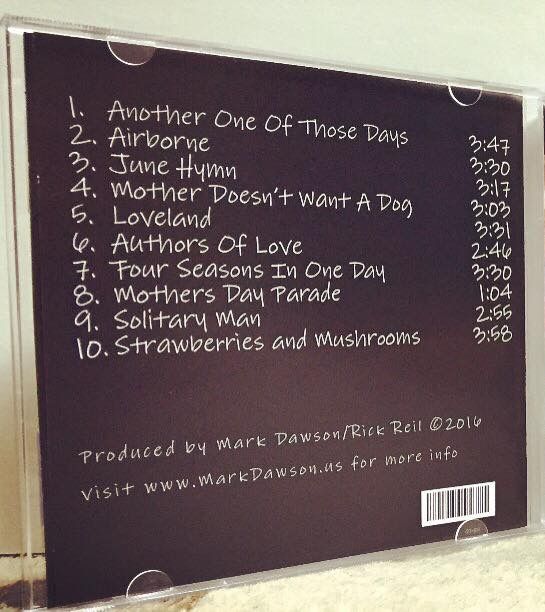 1. Another One Of Those Days 3:47
2. Airborne 3:30
3. June Hymn 3:17
4. Mother Doesn't Want A Dog 3:03
5. Loveland 3:31
6. Authors Of Love 2:46
7. Four Seasons In One Day 3:30
8. Mothers Day Parade 1:04
9. Solitary Man 2:55
10. Strawberries and Mushrooms 3:58
Produced by Mark Dawson/Rick Reil ©2016
Visit www.MarkDawson.us for more info